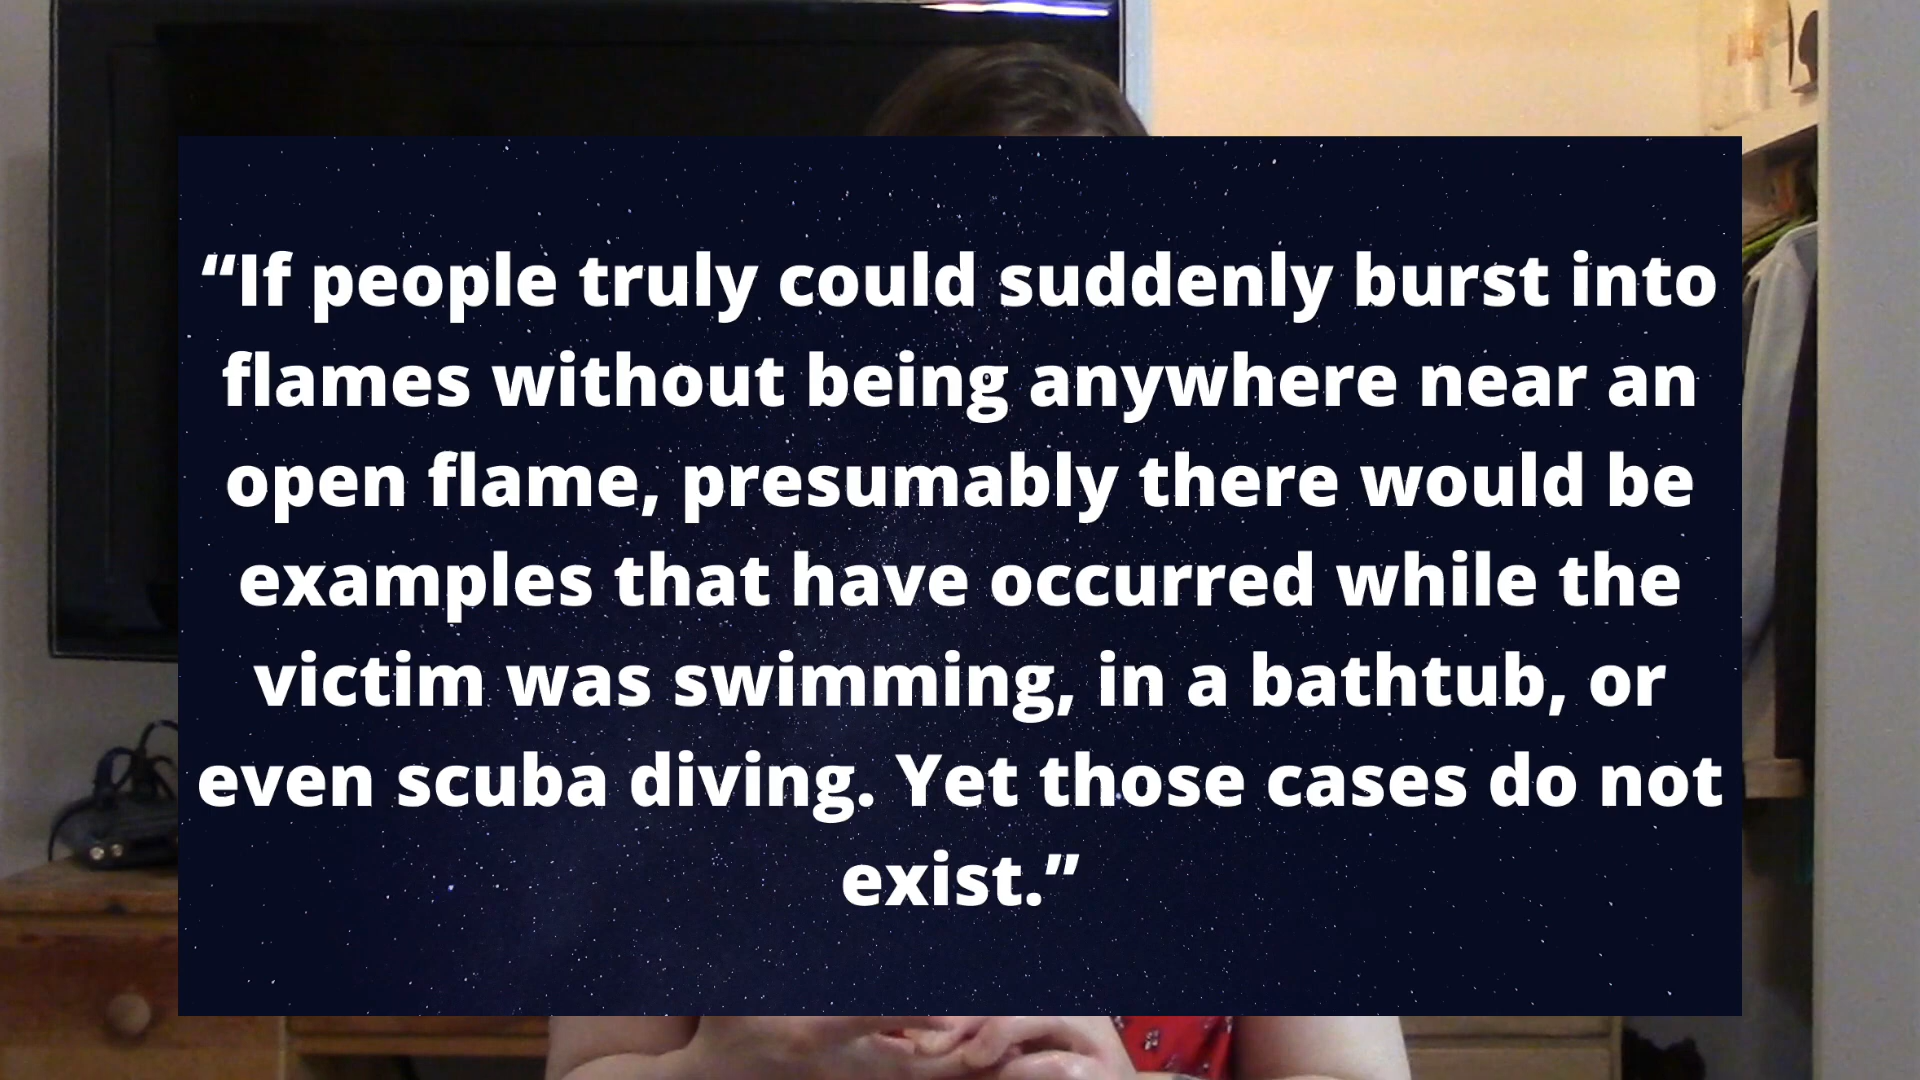 “If people truly could suddenly burst into
flames without being anywhere near an
open flame, presumably there would be
examples that have occurred while the
victim was swimming, in a bathtub, or
even scuba diving. Yet those cases do not
exist.”